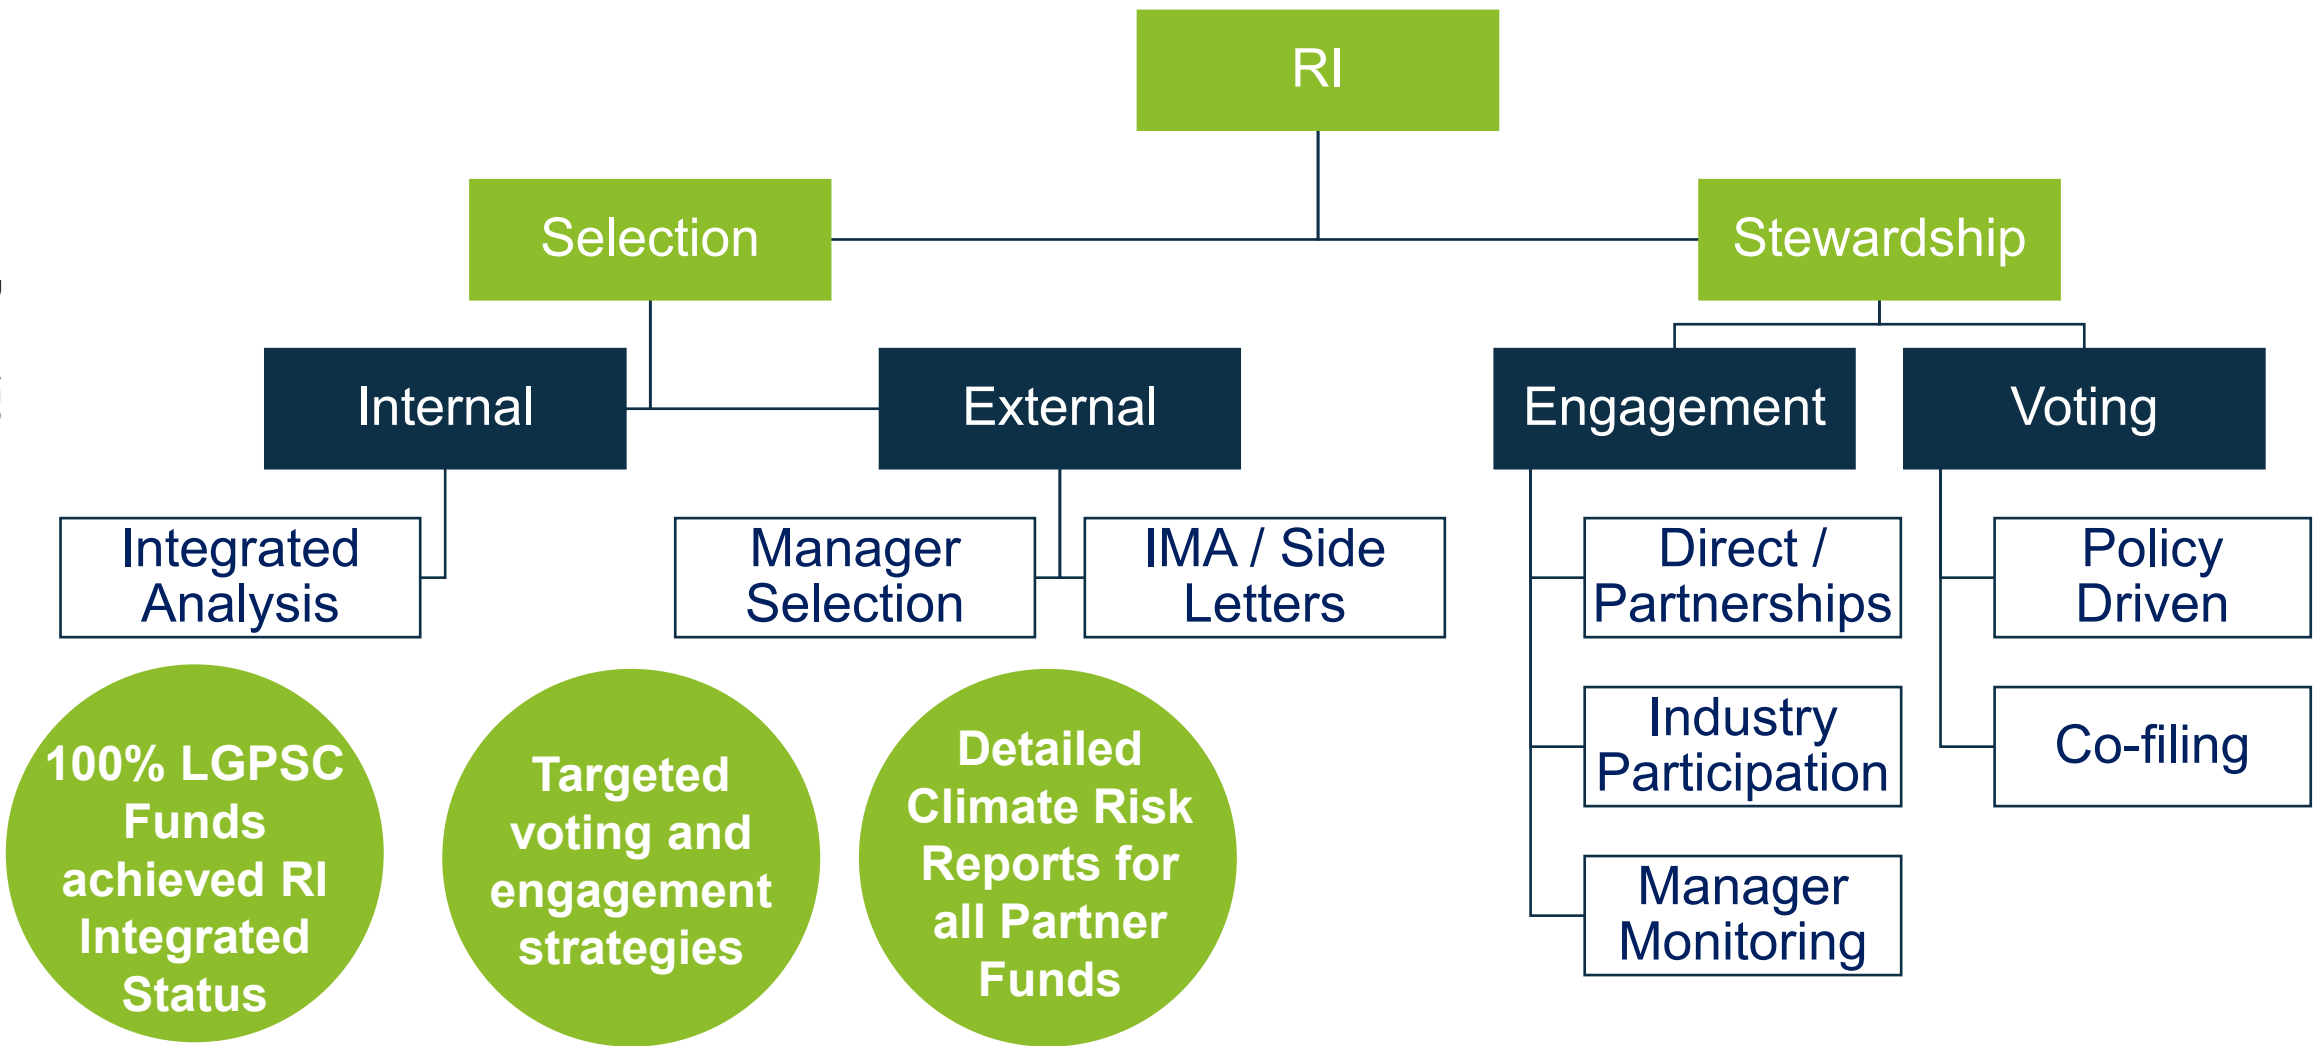 RI
Selection
Stewardship
Internal
External
Engagement
Voting
Integrated
Analysis
Manager
Selection
IMA / Side
Letters
Direct /
Partnerships
Policy
Driven
Industry
Participation
Co-filing
Manager
Monitoring
100% LGPSC
Funds
achieved RI
Integrated
Status
Targeted
voting and
engagement
strategies
Detailed
Climate Risk
Reports for
all Partner
Funds